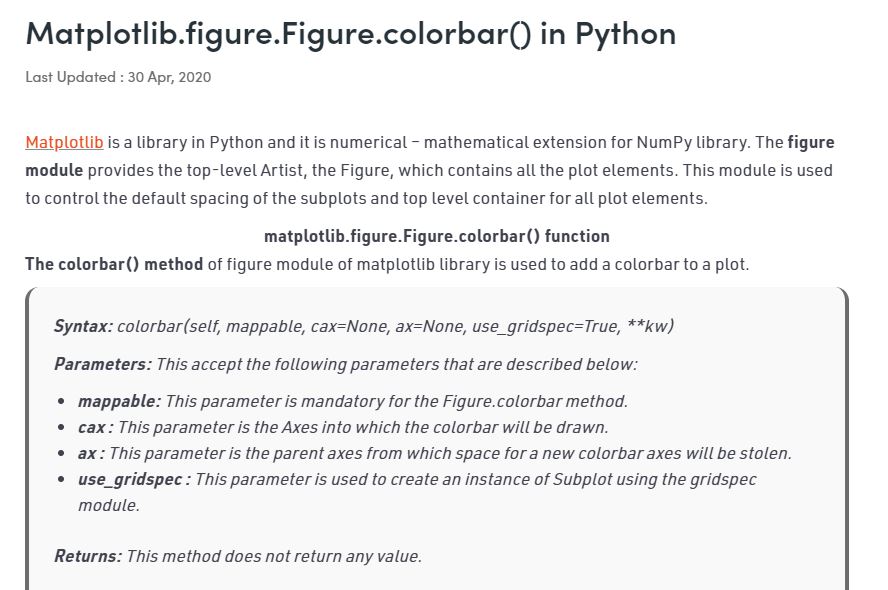 Matplotlib.figure.Figure.colorbar() in Python
Last Updated : 30 Apr, 2020
Matplotlib is a library in Python and it is numerical – mathematical extension for NumPy library. The figure
module provides the top-level Artist, the Figure, which contains all the plot elements. This module is used
to control the default spacing of the subplots and top level container for all plot elements.
matplotlib.figure.Figure.colorbar() function
The colorbar() method of figure module of matplotlib library is used to add a colorbar to a plot.
Syntax: colorbar(self, mappable, cax=None, ax=None, use_gridspec=True, **kw)
Parameters: This accept the following parameters that are described below:
• mappable: This parameter is mandatory for the Figure.colorbar method.
• cax : This parameter is the Axes into which the colorbar will be drawn.
• ax : This parameter is the parent axes from which space for a new colorbar axes will be stolen.
• use_gridspec : This parameter is used to create an instance of Subplot using the gridspec
module.
Returns: This method does not return any value.